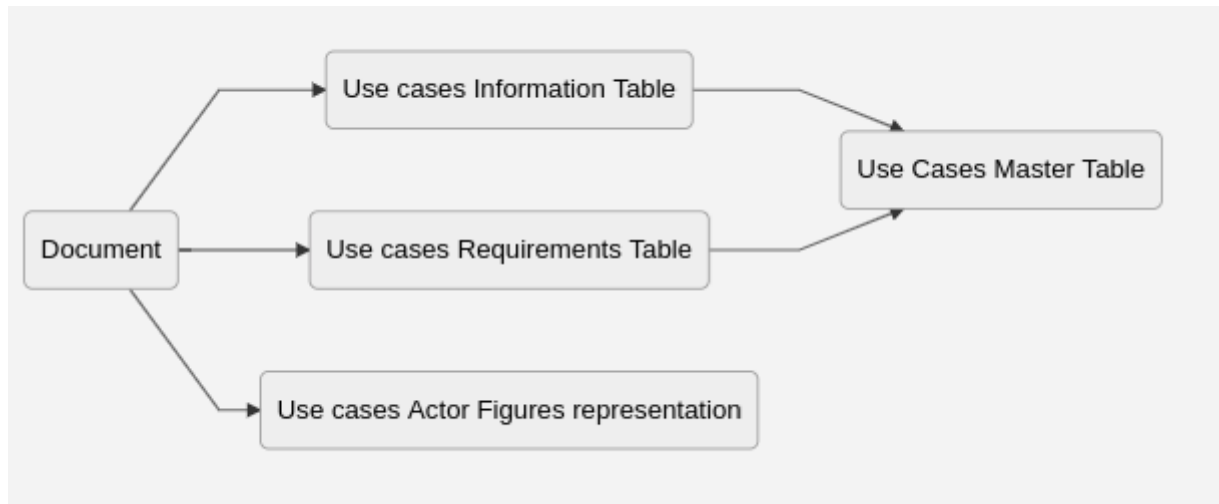 Use cases Information Table
Use Cases Master Table
Document
Use cases Requirements Table
Use cases Actor Figures representation